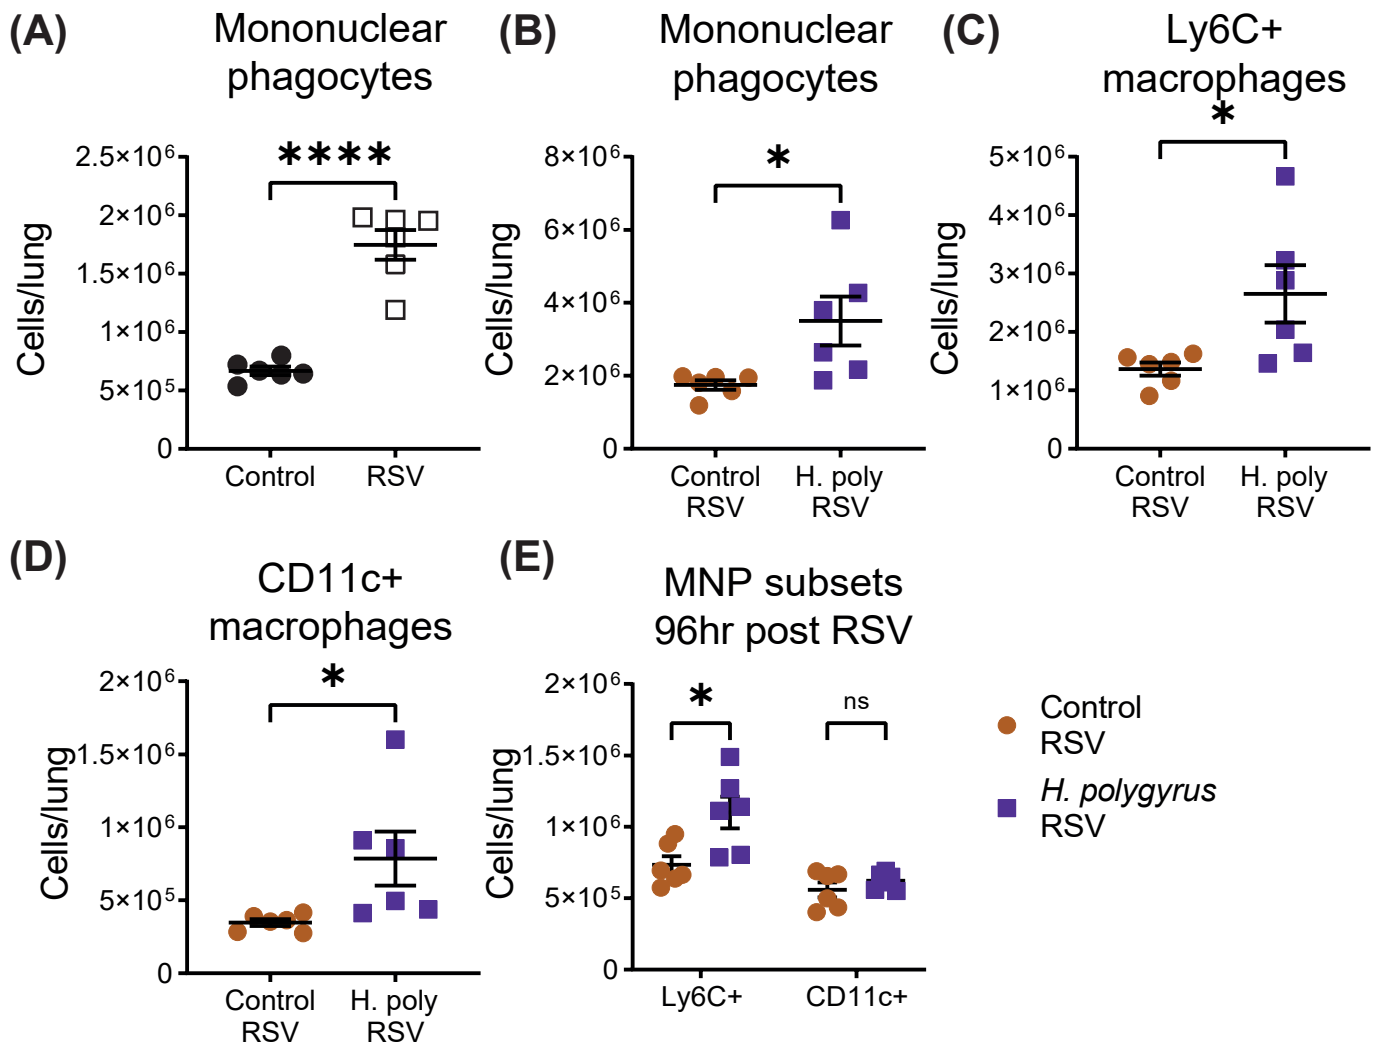 (A)
Mononuclear
phagocytes
****
Cells/lung
2.5×10⁶
2×10⁶
1.5×10⁶
1×10⁶
5×10⁵
0
Control
RSV
(B)
Mononuclear
phagocytes
*
Cells/lung
8×10⁶
6×10⁶
4×10⁶
2×10⁶
0
Control
RSV
H. poly
RSV
(C)
Ly6C+
macrophages
*
Cells/lung
5×10⁶
4×10⁶
3×10⁶
2×10⁶
1×10⁶
0
Control
RSV
H. poly
RSV
(D)
CD11c+
macrophages
*
Cells/lung
2×10⁶
1.5×10⁶
1×10⁶
5×10⁵
0
Control
RSV
H. poly
RSV
(E)
MNP subsets
96hr post RSV
*
ns
Cells/lung
2×10⁶
1.5×10⁶
1×10⁶
5×10⁵
0
Ly6C+
CD11c+
Control
RSV
H. polygyrus
RSV